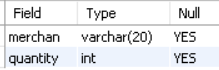 Field Type Null
merchan varchar(20) YES
quantity int YES